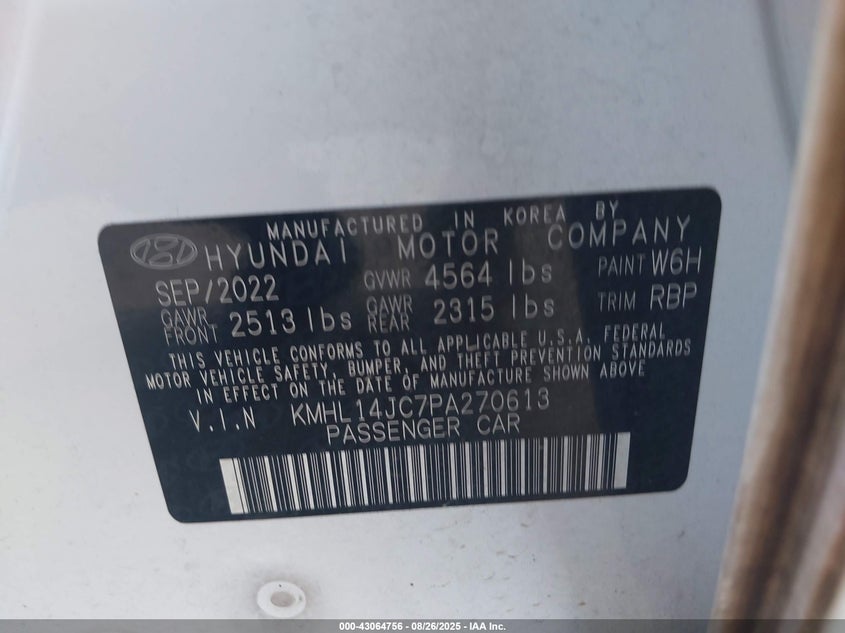 MANUFACTURED IN KOREA BY
HYUNDAI MOTOR COMPANY
SEP/2022 GVWR 4564 lbs PAINT W6H
GAWR FRONT 2513 lbs GAWR REAR 2315 lbs TRIM RBP
THIS VEHICLE CONFORMS TO ALL APPLICABLE U.S.A. FEDERAL
MOTOR VEHICLE SAFETY, BUMPER, AND THEFT PREVENTION STANDARDS
IN EFFECT ON THE DATE OF MANUFACTURE SHOWN ABOVE
V.I.N KMHL14JC7PA270613
PASSENGER CAR
000-43064756 - 08/26/2025 - IAA Inc.